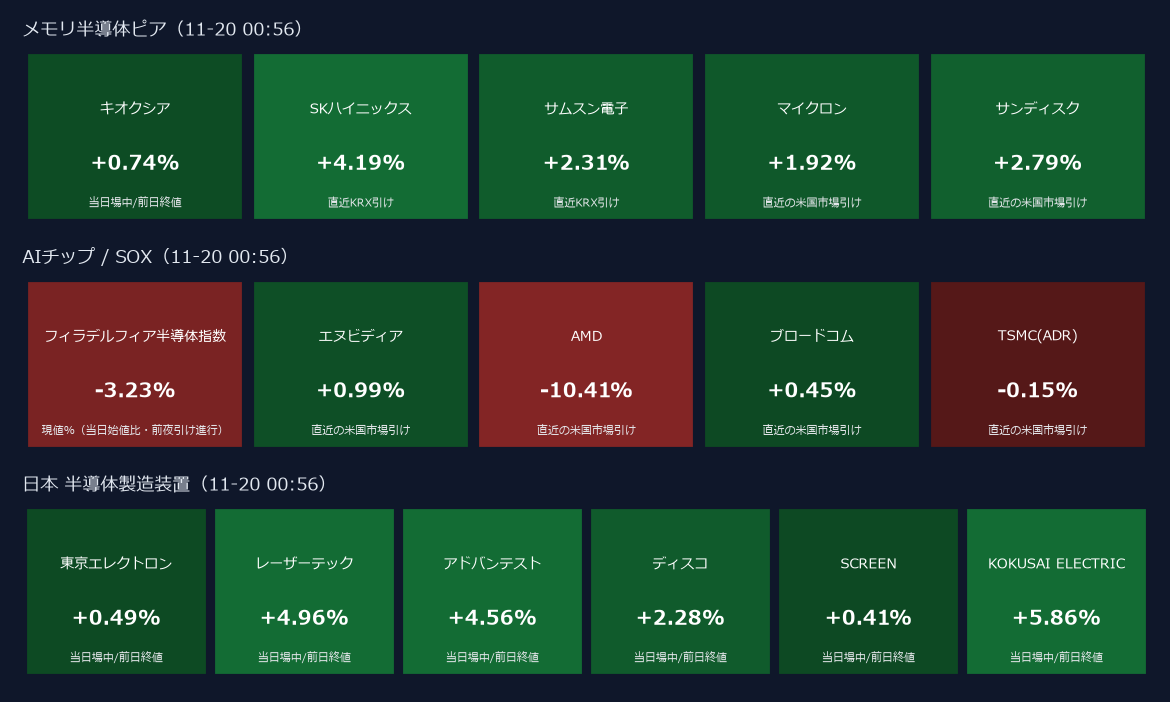 メモリ半導体ピア（11-20 00:56）
キオクシア
+0.74%
当日場中/前日終値
SKハイニックス
+4.19%
直近KRX引け
サムスン電子
+2.31%
直近KRX引け
マイクロン
+1.92%
直近の米国市場引け
サンディスク
+2.79%
直近の米国市場引け
AIチップ / SOX（11-20 00:56）
フィラデルフィア半導体指数
-3.23%
現値%（当日始値比・前夜引け進行）
エヌビディア
+0.99%
直近の米国市場引け
AMD
-10.41%
直近の米国市場引け
ブロードコム
+0.45%
直近の米国市場引け
TSMC(ADR)
-0.15%
直近の米国市場引け
日本 半導体製造装置（11-20 00:56）
東京エレクトロン
+0.49%
当日場中/前日終値
レーザーテック
+4.96%
当日場中/前日終値
アドバンテスト
+4.56%
当日場中/前日終値
ディスコ
+2.28%
当日場中/前日終値
SCREEN
+0.41%
当日場中/前日終値
KOKUSAI ELECTRIC
+5.86%
当日場中/前日終値